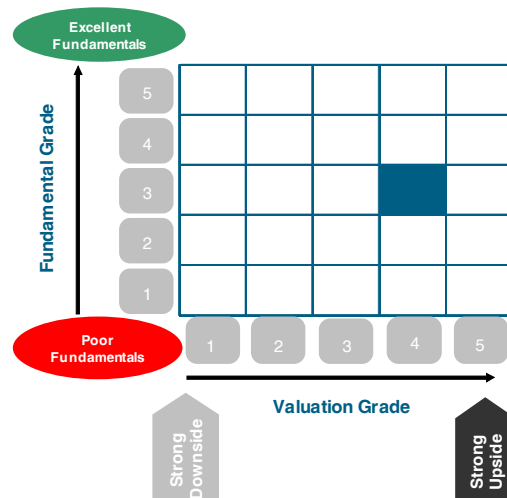 Excellent
Fundamentals
Fundamental Grade
5
4
3
2
1
Poor
Fundamentals
1
2
3
4
5
Valuation Grade
Strong
Downside
Strong
Upside